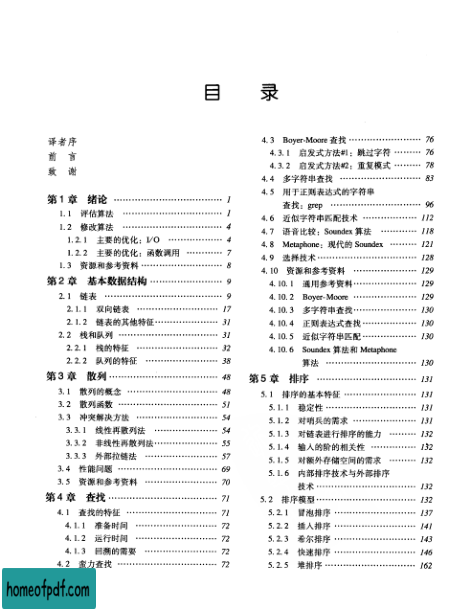 目 录
译者序
前 言
致 谢
第1章 绪论 ………………………………… 1
1.1 评估算法 ………………………………… 1
1.2 修改算法 ………………………………… 4
1.2.1 主要的优化：I/O ……………… 4
1.2.2 主要的优化：函数调用 ………… 7
1.3 资源和参考资料 ……………………… 8
第2章 基本数据结构 ……………………… 9
2.1 链表 ……………………………………… 9
2.1.1 双向链表 ………………………… 17
2.1.2 链表的其他特征 ………………… 31
2.2 栈和队列 ………………………………… 31
2.2.1 栈的特征 ………………………… 31
2.2.2 队列的特征 ……………………… 38
第3章 散列 ………………………………… 48
3.1 散列的概念 ……………………………… 48
3.2 散列函数 ………………………………… 51
3.3 冲突解决方法 …………………………… 54
3.3.1 线性再散列法 …………………… 54
3.3.2 非线性再散列法 ………………… 55
3.3.3 外部拉链法 ……………………… 57
3.4 性能问题 ………………………………… 69
3.5 资源和参考资料 ………………………… 70
第4章 查找 ………………………………… 71
4.1 查找的特征 ……………………………… 71
4.1.1 准备时间 ………………………… 72
4.1.2 运行时间 ………………………… 72
4.1.3 回溯的需要 ……………………… 72
4.2 蛮力查找 ………………………………… 72
4.3 Boyer-Moore 查找 ……………………… 76
4.3.1 启发式方法#1：跳过字符 ……… 76
4.3.2 启发式方法#2：重复模式 ……… 78
4.4 多字符串查找 …………………………… 83
4.5 用于正则表达式的字符串
查找：grep ……………………………… 96
4.6 近似字符串匹配技术 …………………… 112
4.7 语音比较：Soundex 算法 ……………… 118
4.8 Metaphone：现代的 Soundex ………… 121
4.9 选择技术 ………………………………… 128
4.10 资源和参考资料 ……………………… 129
4.10.1 通用参考资料 ………………… 129
4.10.2 Boyer-Moore ………………… 129
4.10.3 多字符串查找 ………………… 130
4.10.4 正则表达式查找 ……………… 130
4.10.5 近似字符串匹配 ……………… 130
4.10.6 Soundex 算法和 Metaphone
算法 …………………………… 130
第5章 排序 ………………………………… 131
5.1 排序的基本特征 ………………………… 131
5.1.1 稳定性 …………………………… 131
5.1.2 对哨兵的需求 …………………… 131
5.1.3 对链表进行排序的能力 ………… 132
5.1.4 输入的阶的相关性 ……………… 132
5.1.5 对额外存储空间的需求 ………… 132
5.1.6 内部排序技术与外部排序
技术 ……………………………… 132
5.2 排序模型 ………………………………… 132
5.2.1 冒泡排序 ………………………… 137
5.2.2 插入排序 ………………………… 141
5.2.3 希尔排序 ………………………… 143
5.2.4 快速排序 ………………………… 146
5.2.5 堆排序 …………………………… 162
homeofpdf.com